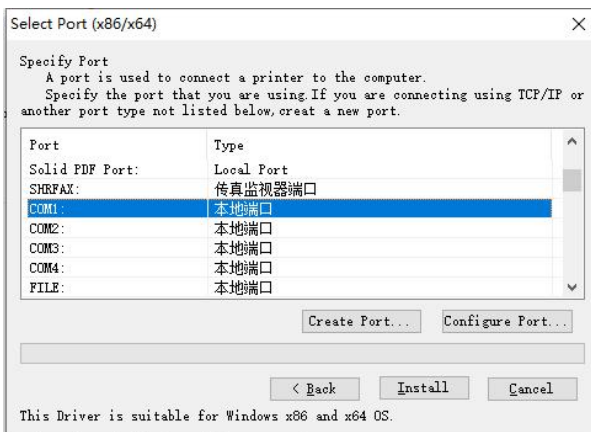 Select Port (x86/x64)
Specify Port
A port is used to connect a printer to the computer.
Specify the port that you are using.If you are connecting using TCP/IP or
another port type not listed below,creat a new port.
Port Type
Solid PDF Port: Local Port
SHRFAX: 传真监视器端口
COM1: 本地端口
COM2: 本地端口
COM3: 本地端口
COM4: 本地端口
FILE: 本地端口
Create Port... Configure Port...
< Back Install Cancel
This Driver is suitable for Windows x86 and x64 OS.